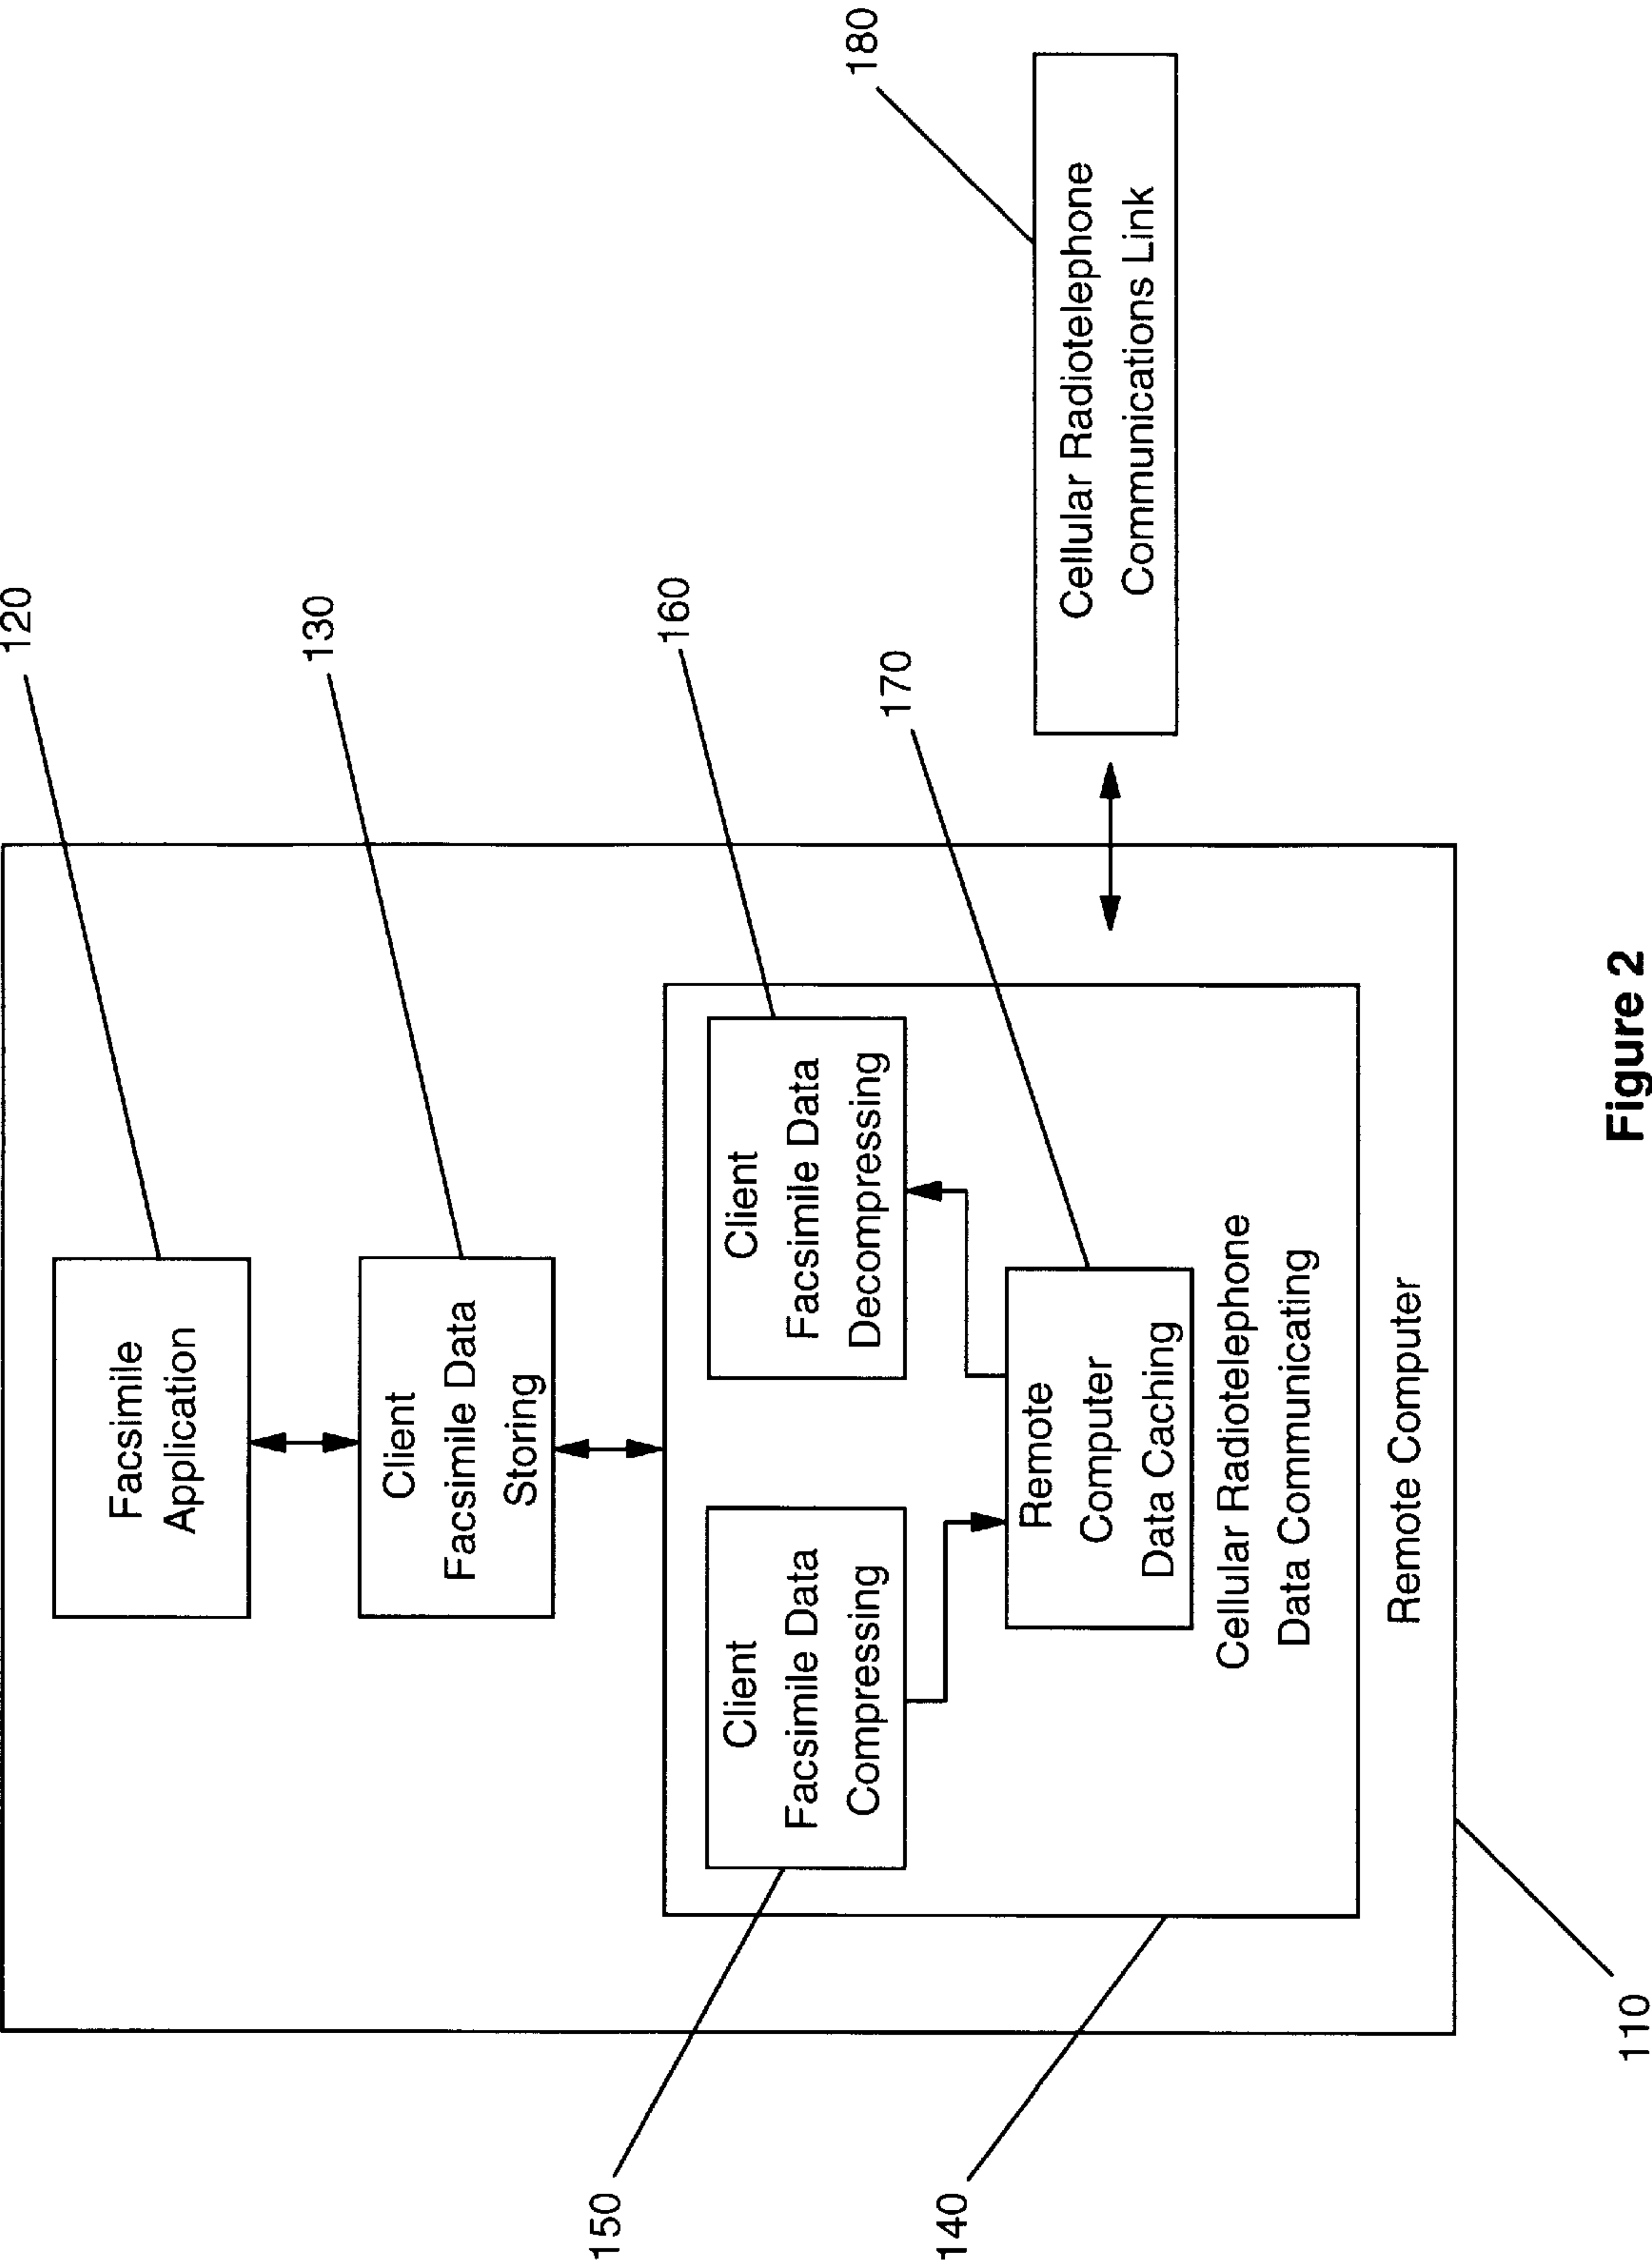 120
Facsimile
Application
130
Client
Facsimile Data
Storing
160
Client
Facsimile Data
Compressing
Client
Facsimile Data
Decompressing
150
170
180
Remote
Computer
Data Caching
Cellular Radiotelephone
Communications Link
Cellular Radiotelephone
Data Communicating
140
Remote Computer
110
Figure 2